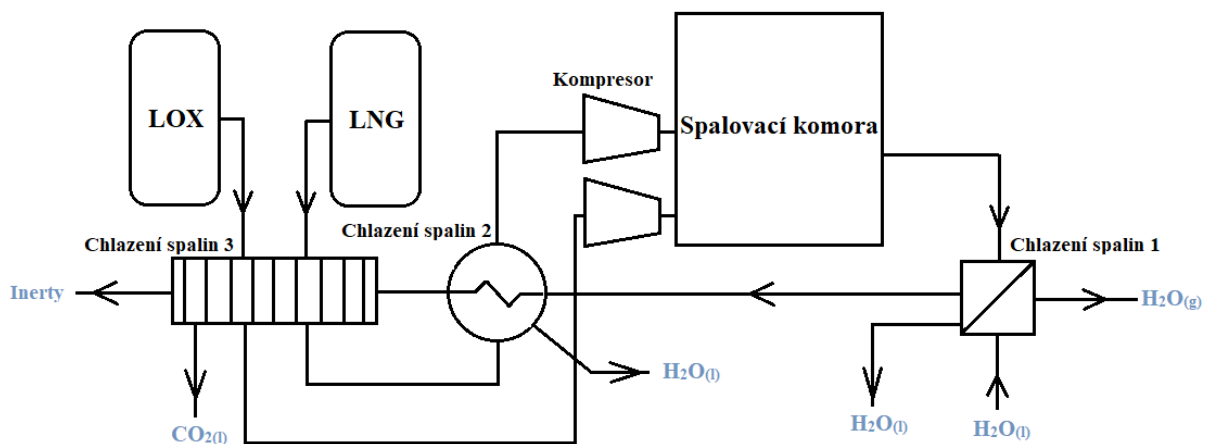 Kompresor
LOX
LNG
Spalovací komora
Chlazení spalin 2
Chlazení spalin 3
Chlazení spalin 1
Inerty
H2O(g)
H2O(l)
CO2(l)
H2O(l)
H2O(l)